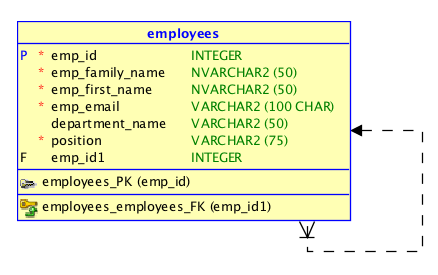 employees
P * emp_id INTEGER
* emp_family_name NVARCHAR2 (50)
* emp_first_name NVARCHAR2 (50)
* emp_email VARCHAR2 (100 CHAR)
department_name VARCHAR2 (50)
* position VARCHAR2 (75)
F emp_id1 INTEGER
employees_PK (emp_id)
employees_employees_FK (emp_id1)